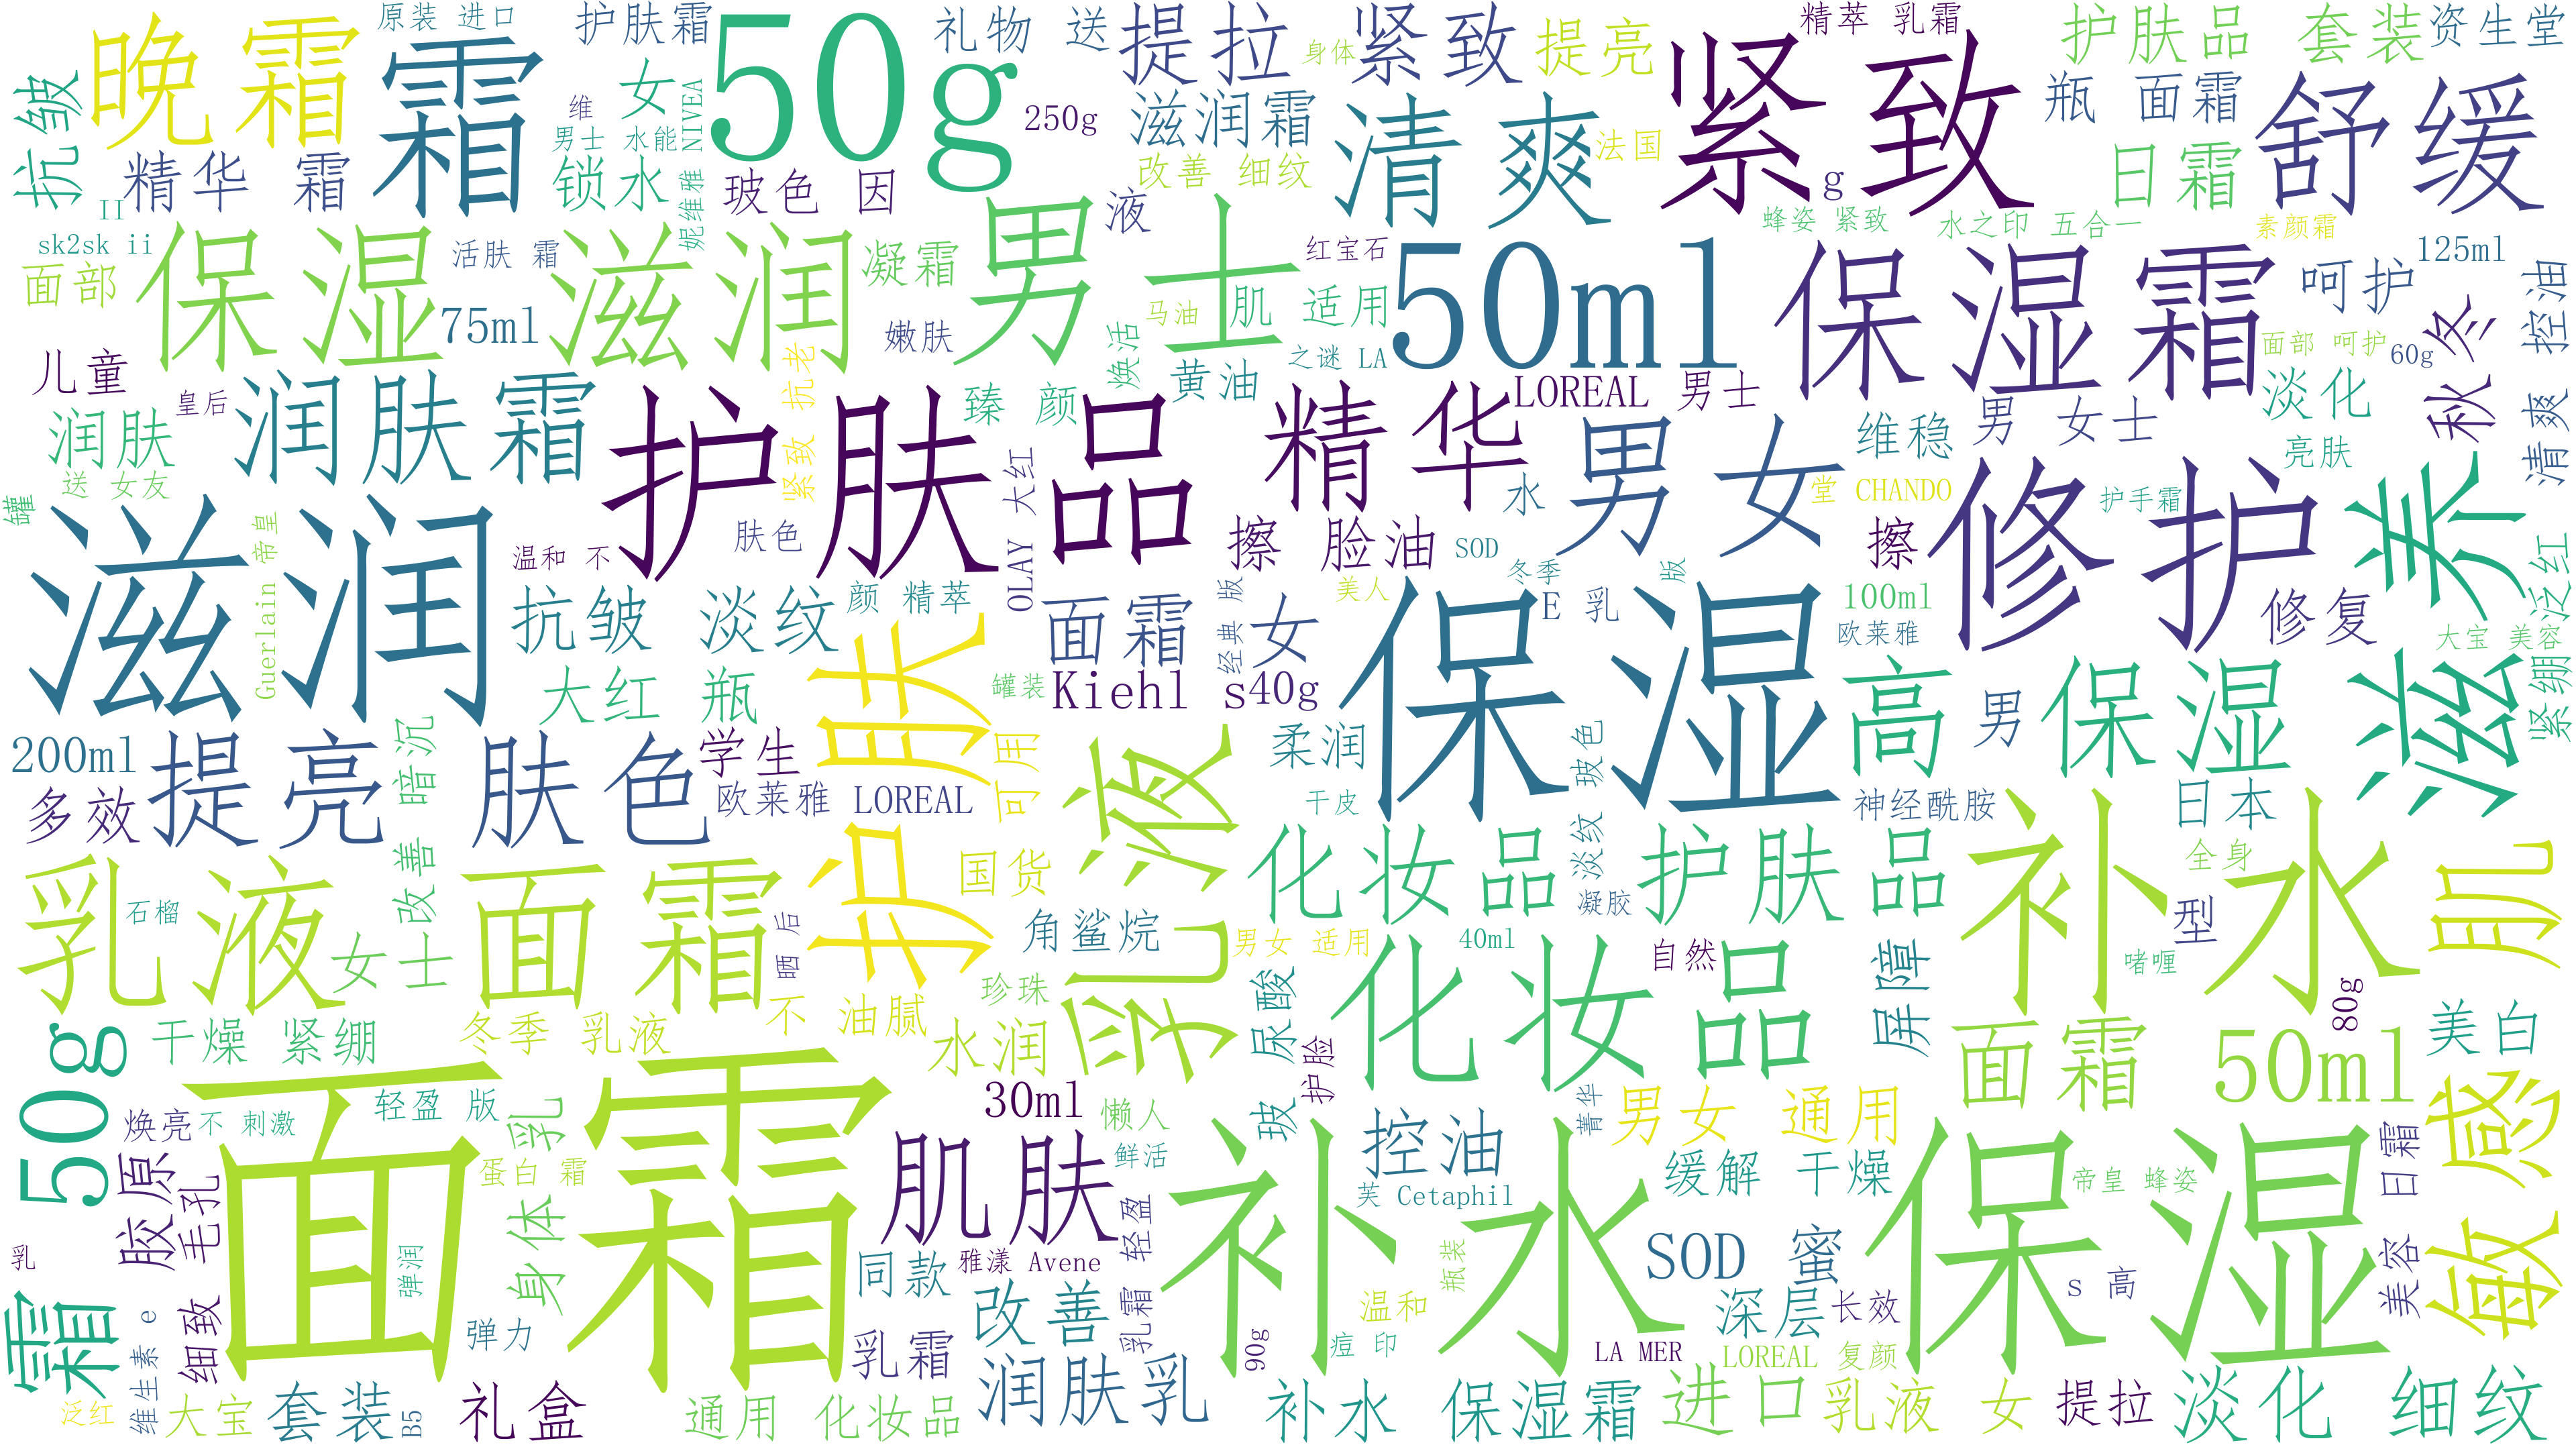 原装 进口
护肤霜
50g
礼物 送
提拉 紧致
提亮
精萃 乳霜
护肤品 套装
资生堂
晚霜
霜
女
身体
紧致
抗皱
维
250g
滋润霜
清爽
瓶 面霜
舒缓
男士 水能
妮维雅 NIVEA
精华 霜
锁水
玻色 因
改善 细纹
法国
日霜
g
II
液
蜂姿 紧致
水之印 五合一
素颜霜
sk2sk ii
活肤 霜
保湿
滋润
凝霜
男士
红宝石
50ml
保湿霜
呵护
125ml
清爽 控油
面部
75ml
马油
肌 适用
嫩肤
焕活
之谜 LA
面部 呵护
60g
秋冬
儿童
皇后
润肤霜
紧致 抗老
臻 颜
黄油
LOREAL 男士
淡化
润肤
护肤品
精华
男女
维稳
男 女士
亮肤
送 女友
罐
OLAY 大红
水
堂 CHANDO
护手霜
滋养
滋润
Guerlain 帝皇
温和 不
肤色
擦 脸油
SOD
擦
修护
泛红
抗皱 淡纹
颜 精萃
面霜
经典 版
美人
冬季
E 乳
版
100ml
欧莱雅
修复
大宝 美容
女
保湿
大红 瓶
护肤
罐装
Kiehl s40g
高保湿
男
紧绷
200ml
提亮 肤色
改善 暗沉
学生
可用
乳液
柔润
淡纹 玻色
多效
欧莱雅 LOREAL
干皮
神经酰胺
日本
补水
乳液
面霜
国货
化妆品 护肤品
凝胶
全身
肌
石榴
女士
晒后
角鲨烷
男女 适用
40ml
自然
屏障
型
啫喱
珍珠
玻 尿酸
化妆品
80g
50g
干燥 紧绷
冬季 乳液
不 油腻
水润
护脸
面霜
50ml
美白
面霜
焕亮
不 刺激
轻盈 版
乳
身体
30ml
懒人
控油
菁华
男女 通用
敏感
胶原
毛孔
蛋白 霜
肌肤
鲜活
补水
缓解 干燥
保湿
帝皇 蜂姿
日霜
芙 Cetaphil
乳
弹润
同款
雅漾 Avene
乳霜 轻盈
瓶装
SOD 蜜
s 高
美容
霜
维生素 e
细致
弹力
乳霜
改善
温和
深层
长效
90g
痘 印
LA MER
LOREAL 复颜
泛红
大宝
套装
B5
礼盒
通用 化妆品
润肤乳
补水 保湿霜
进口
乳液 女
提拉
淡化 细纹